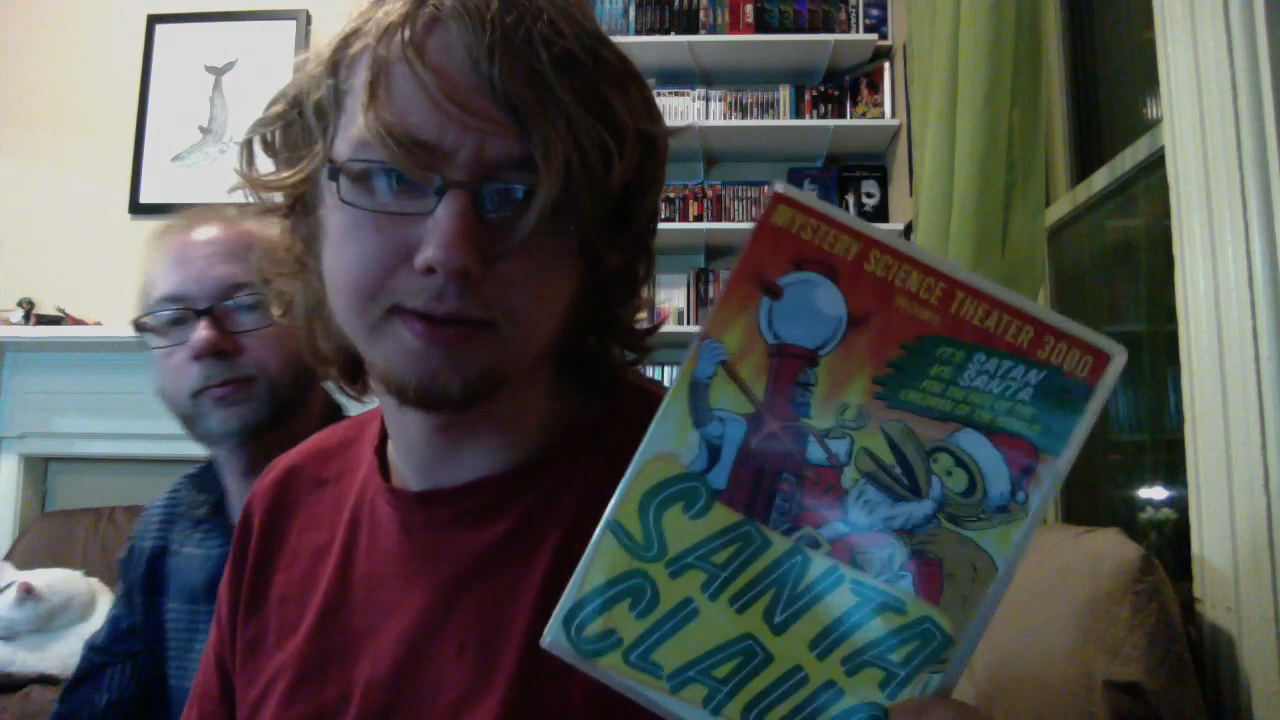 MYSTERY SCIENCE THEATER 3000
PRESENTS
IT'S SATAN
VS. SANTA
FOR THE FATE OF THE
CHILDREN OF THE
SANTA
CLAUS